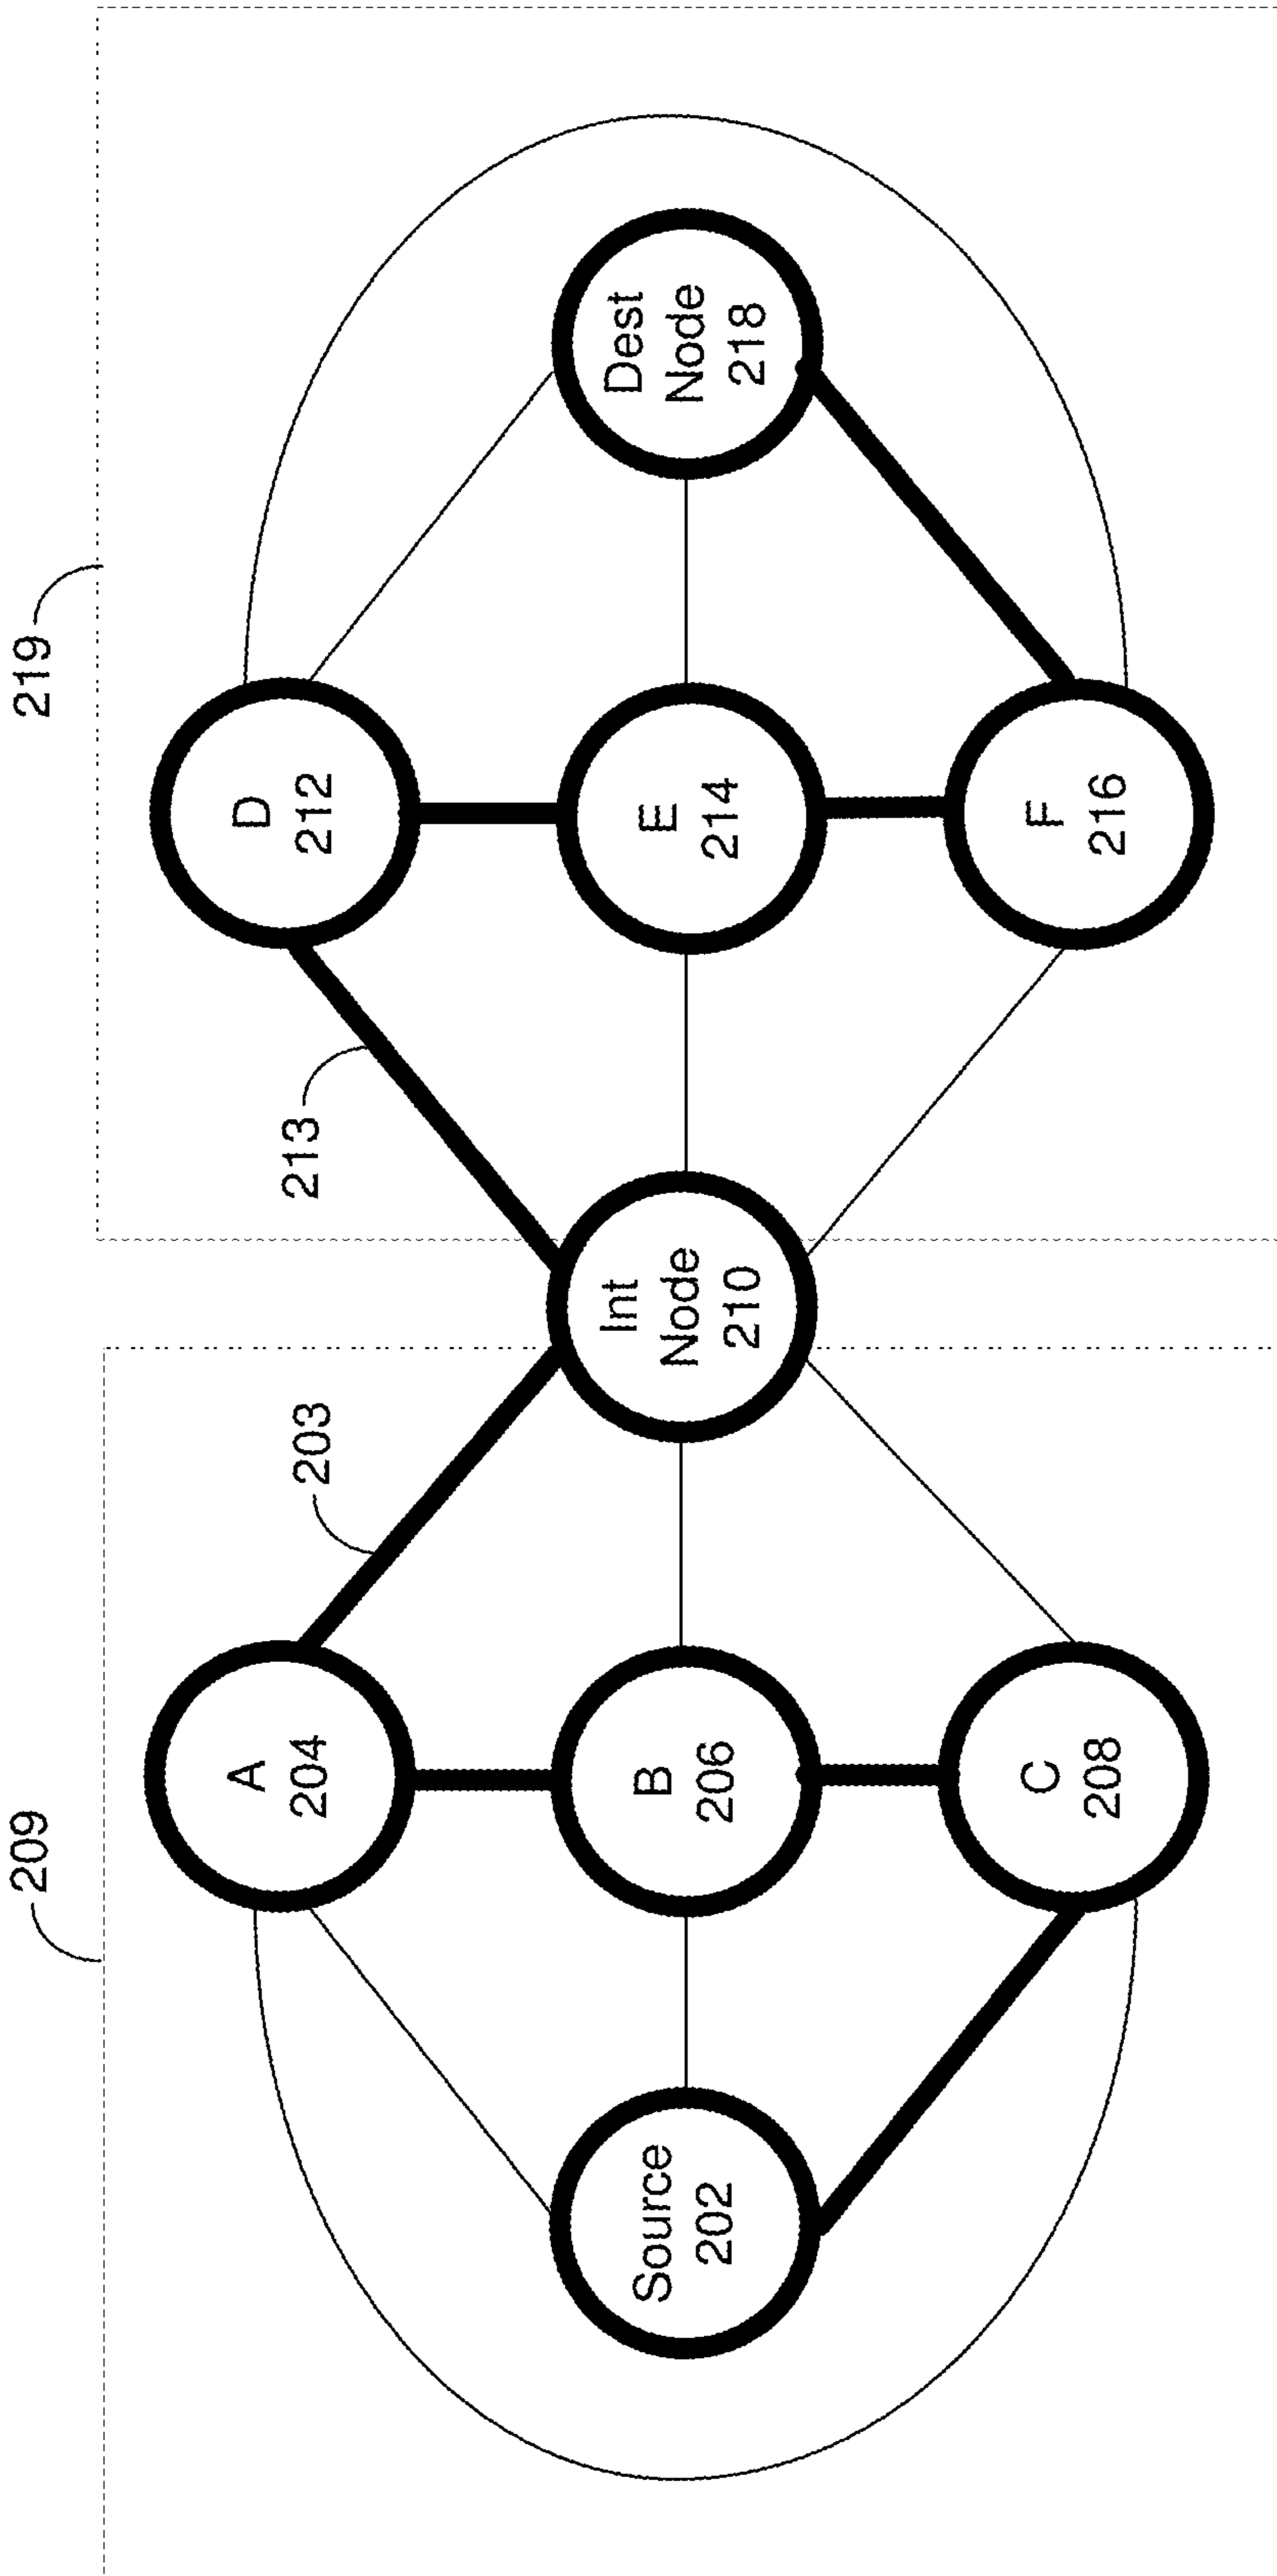 209
219
A
204
203
213
D
212
Source
202
B
206
Int
Node
210
E
214
Dest
Node
218
C
208
F
216